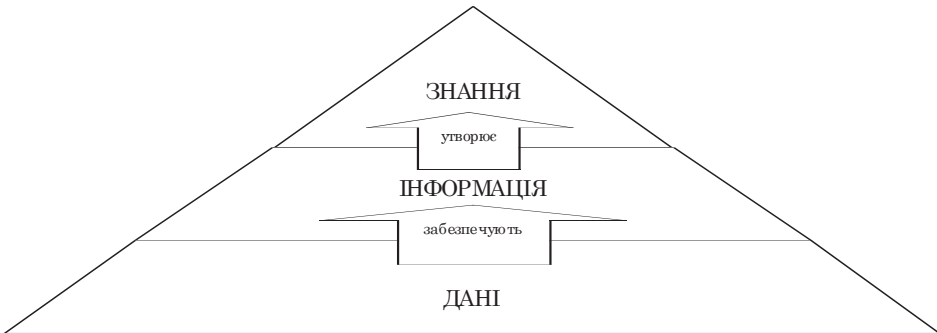 ЗНАННЯ
утворює
ІНФОРМАЦІЯ
забезпечують
ДАНІ